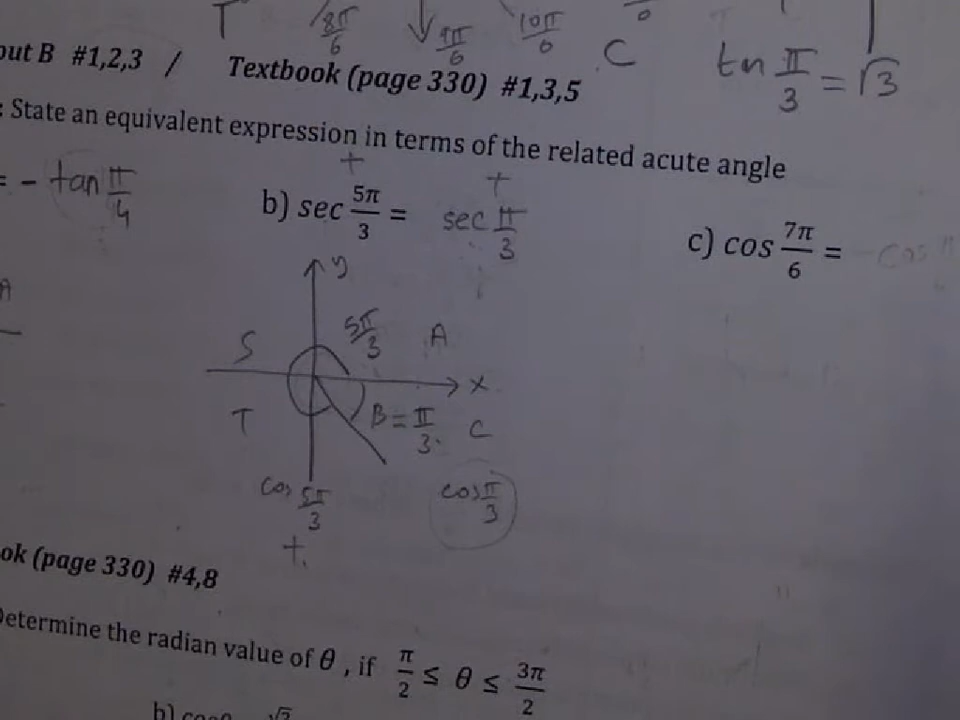 T 8π/6 ↓ 9π/6 10π/6 C tan π/3 = √3
out B #1,2,3 / Textbook (page 330) #1,3,5
: State an equivalent expression in terms of the related acute angle
= - tan π/4
+ +
b) sec 5π/3 = sec π/3
c) cos 7π/6 = -cos π
y
A
S 5π/3 A
x
T B = π/3 C
cos 5π/3 cos π/3
+
ok (page 330) #4,8
Determine the radian value of θ, if π/2 ≤ θ ≤ 3π/2